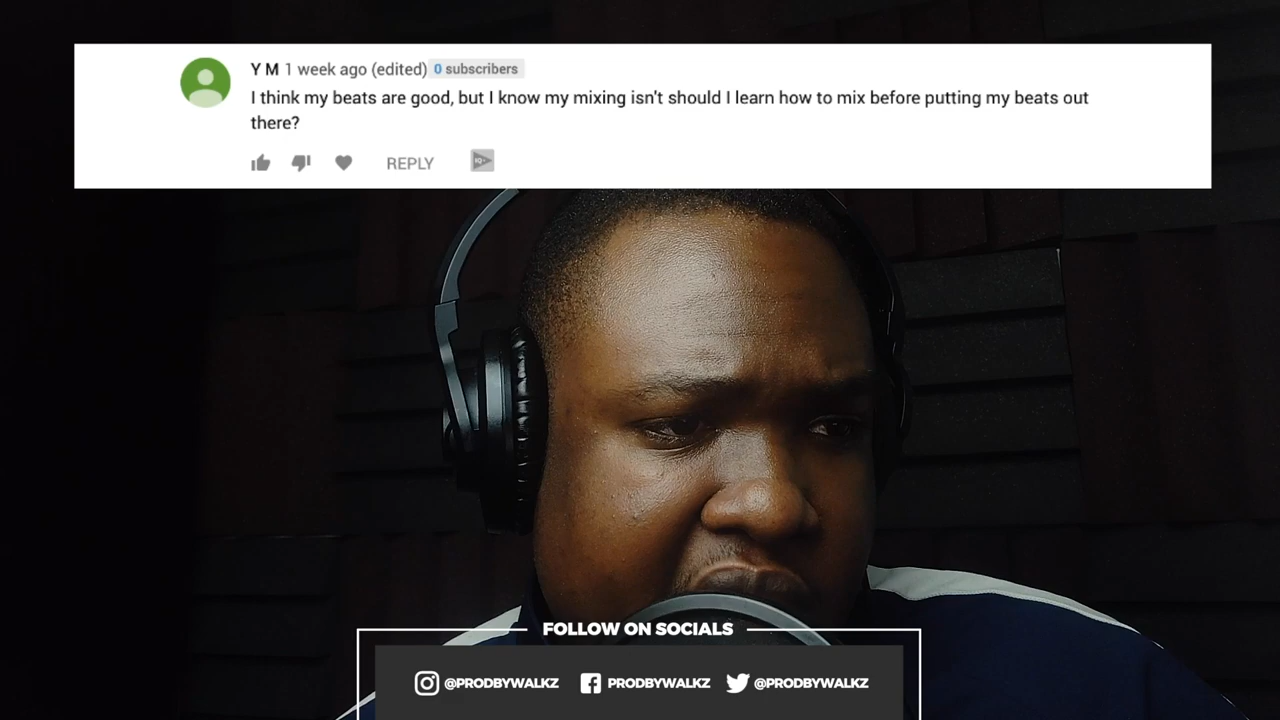 Y M 1 week ago (edited) 0 subscribers
I think my beats are good, but I know my mixing isn't should I learn how to mix before putting my beats out
there?
REPLY
FOLLOW ON SOCIALS
@PRODBYWALKZ PRODBYWALKZ @PRODBYWALKZ